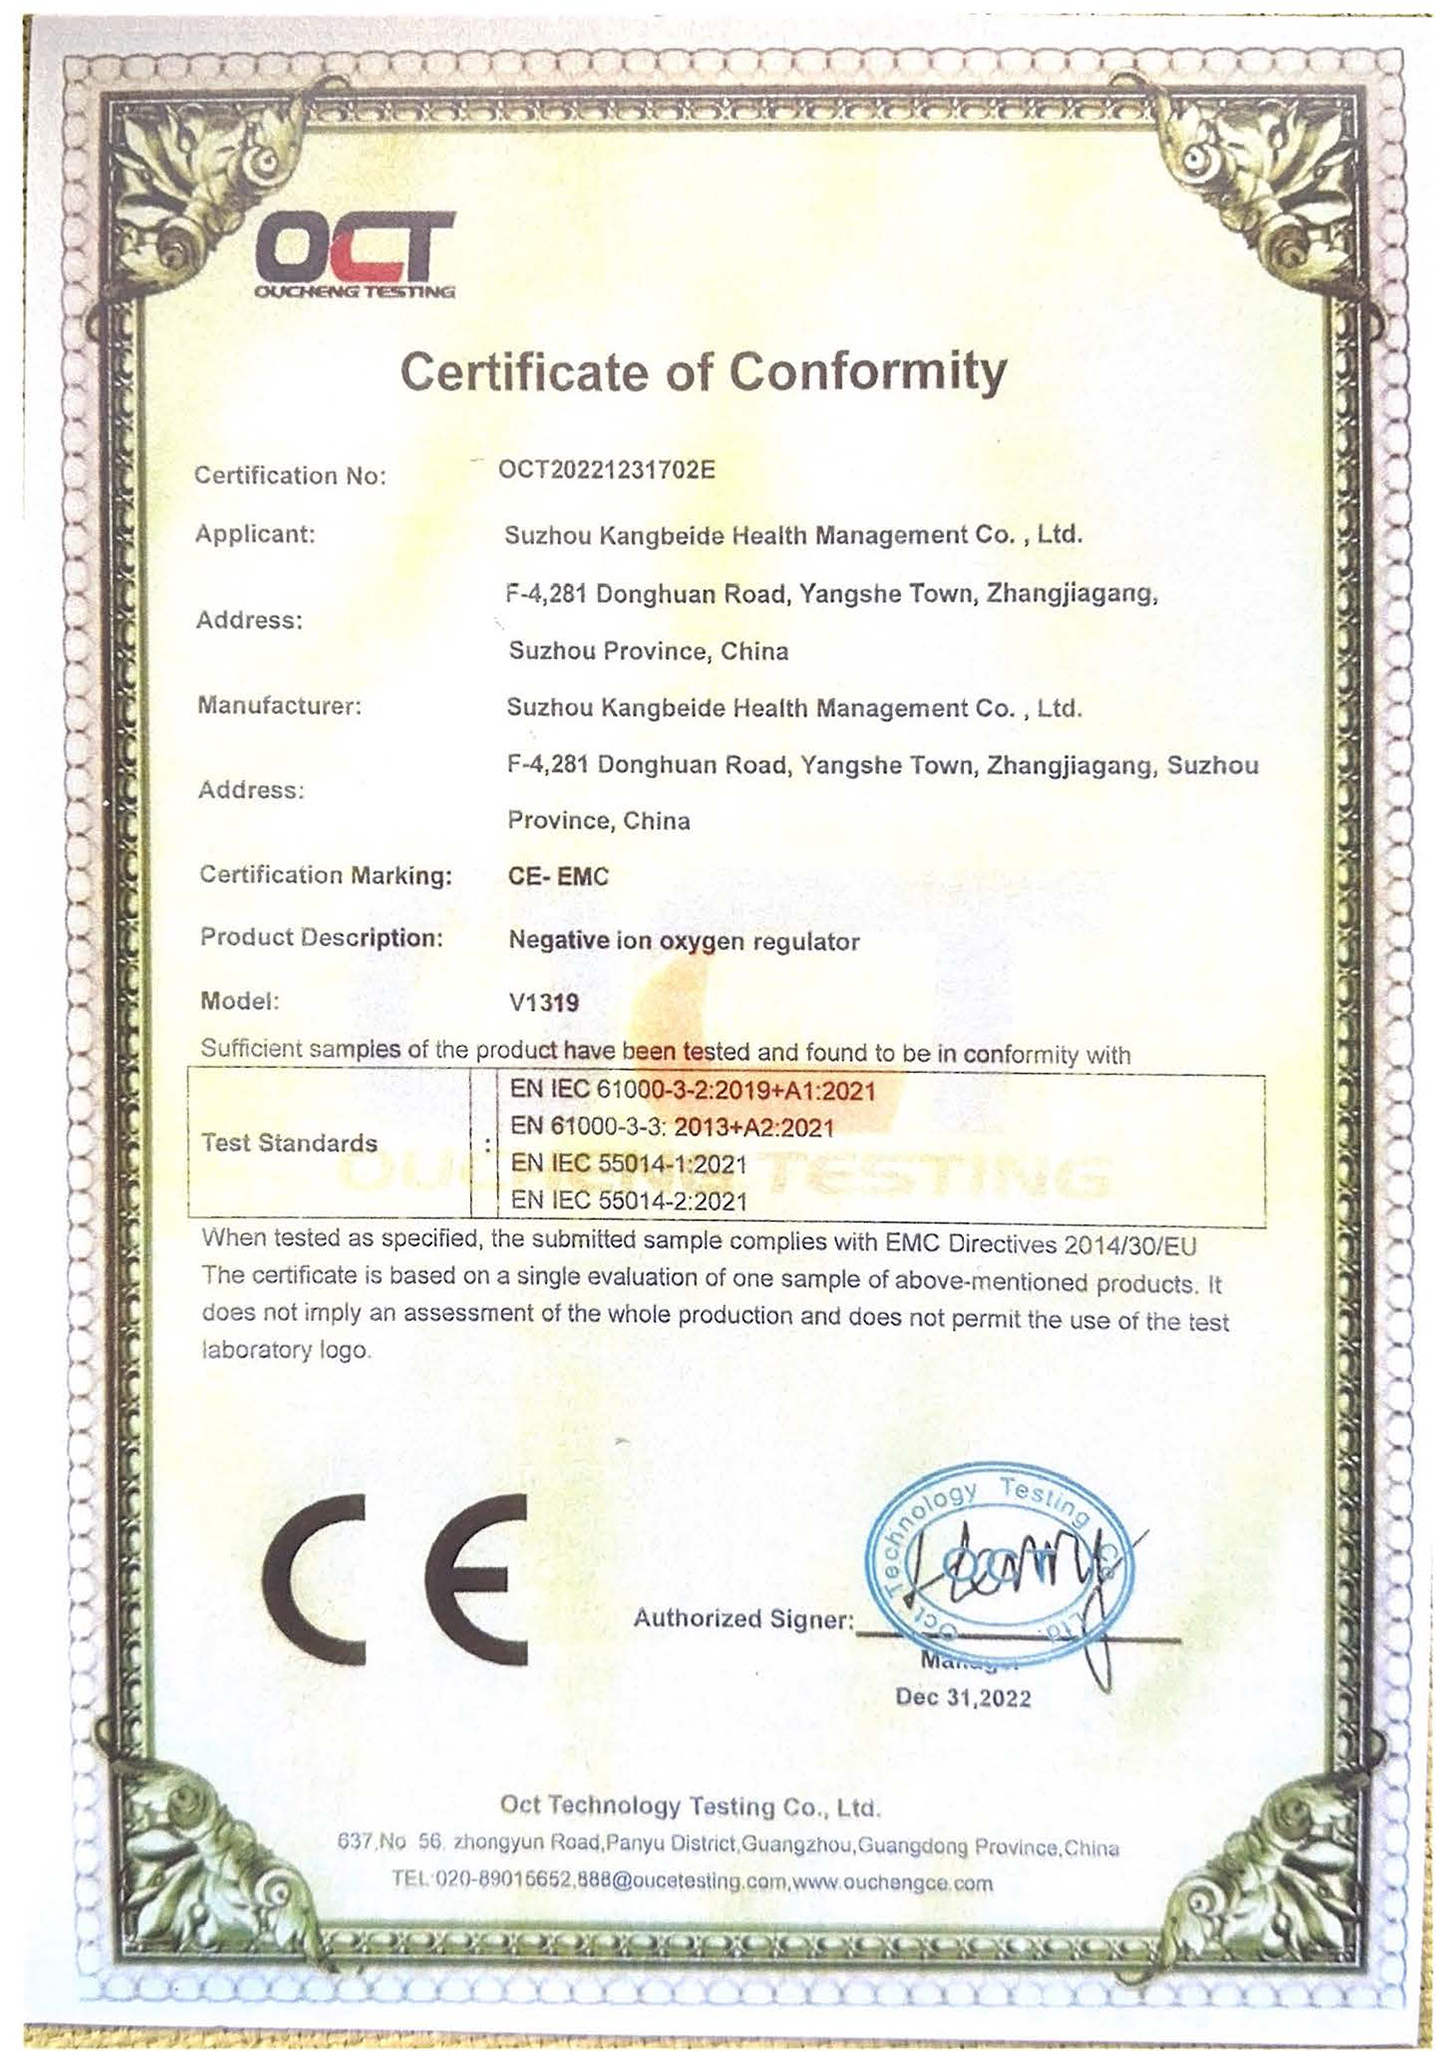 OCT
OUCHENG TESTING
Certificate of Conformity
Certification No: OCT20221231702E
Applicant: Suzhou Kangbeide Health Management Co. , Ltd.
Address: F-4,281 Donghuan Road, Yangshe Town, Zhangjiagang,
Suzhou Province, China
Manufacturer: Suzhou Kangbeide Health Management Co. , Ltd.
Address: F-4,281 Donghuan Road, Yangshe Town, Zhangjiagang, Suzhou
Province, China
Certification Marking: CE- EMC
Product Description: Negative ion oxygen regulator
Model: V1319
Sufficient samples of the product have been tested and found to be in conformity with
Test Standards :
EN IEC 61000-3-2:2019+A1:2021
EN 61000-3-3: 2013+A2:2021
EN IEC 55014-1:2021
EN IEC 55014-2:2021
OUCHENG TESTING
When tested as specified, the submitted sample complies with EMC Directives 2014/30/EU
The certificate is based on a single evaluation of one sample of above-mentioned products. It
does not imply an assessment of the whole production and does not permit the use of the test
laboratory logo.
CE
Oct Technology Testing Co. Ltd.
Authorized Signer:
Manager
Dec 31,2022
Oct Technology Testing Co., Ltd.
637,No 56, zhongyun Road,Panyu District,Guangzhou,Guangdong Province,China
TEL:020-89015652,888@oucetesting.com,www.ouchengce.com